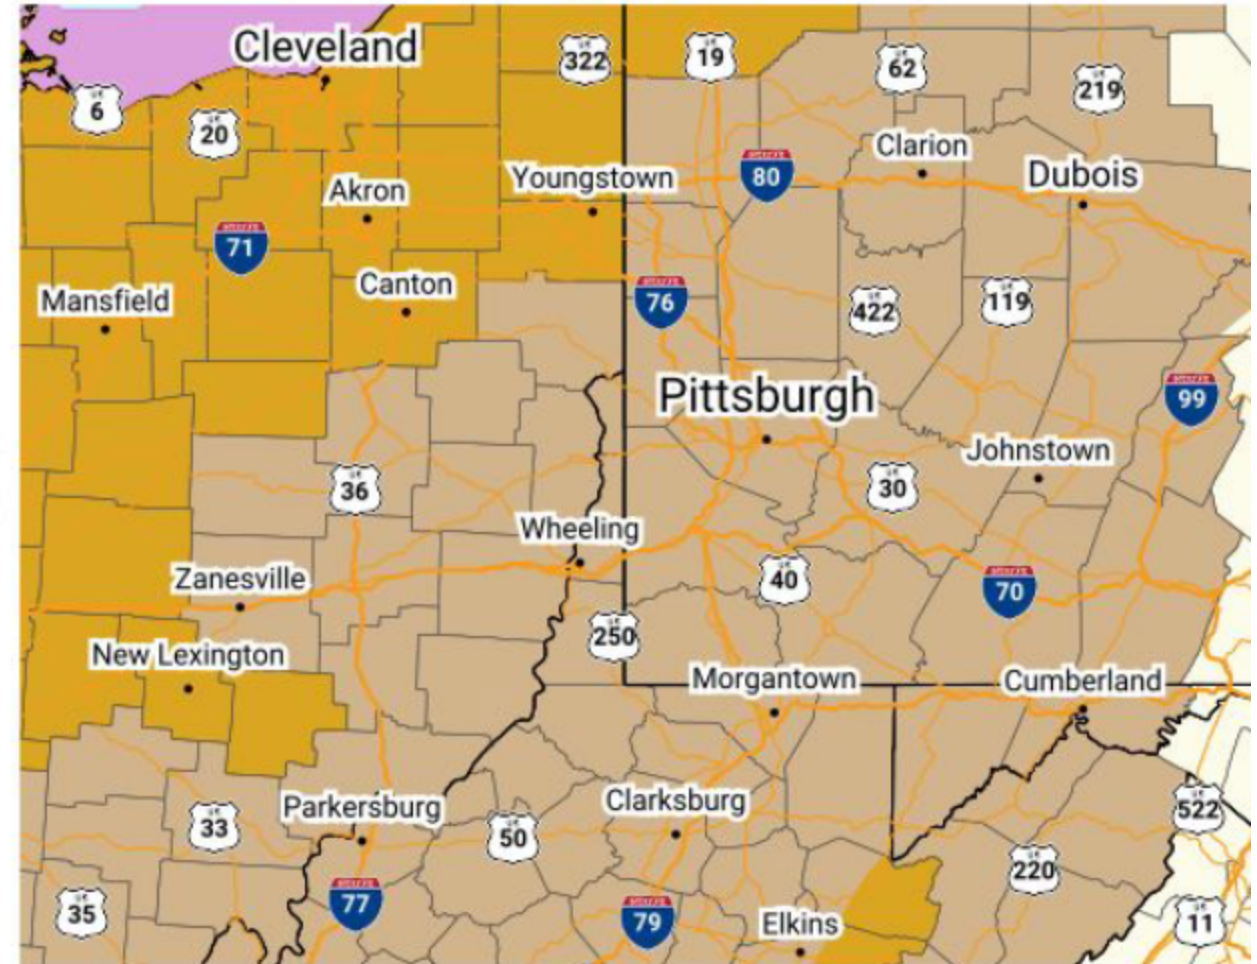 Cleveland
322
19
62
219
6
20
Clarion
80
Dubois
Youngstown
Akron
71
Canton
76
Mansfield
422
119
Pittsburgh
99
Johnstown
36
30
Wheeling
Zanesville
40
70
250
New Lexington
Morgantown
Cumberland
Parkersburg
Clarksburg
522
33
50
220
77
35
79
11
Elkins